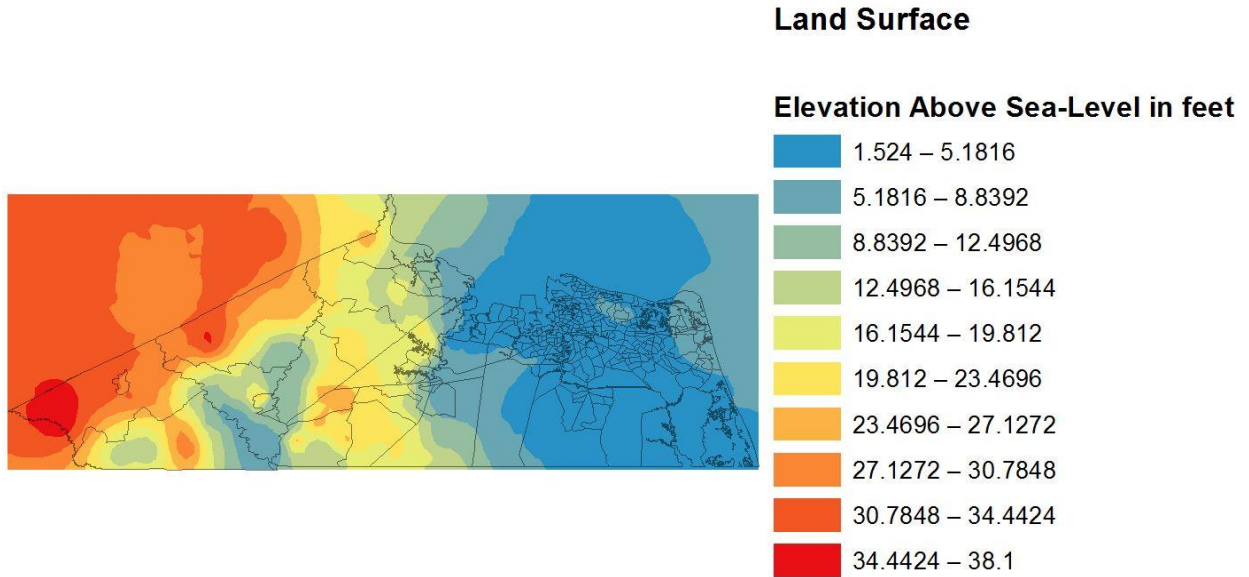 Land Surface
Elevation Above Sea-Level in feet
1.524 – 5.1816
5.1816 – 8.8392
8.8392 – 12.4968
12.4968 – 16.1544
16.1544 – 19.812
19.812 – 23.4696
23.4696 – 27.1272
27.1272 – 30.7848
30.7848 – 34.4424
34.4424 – 38.1